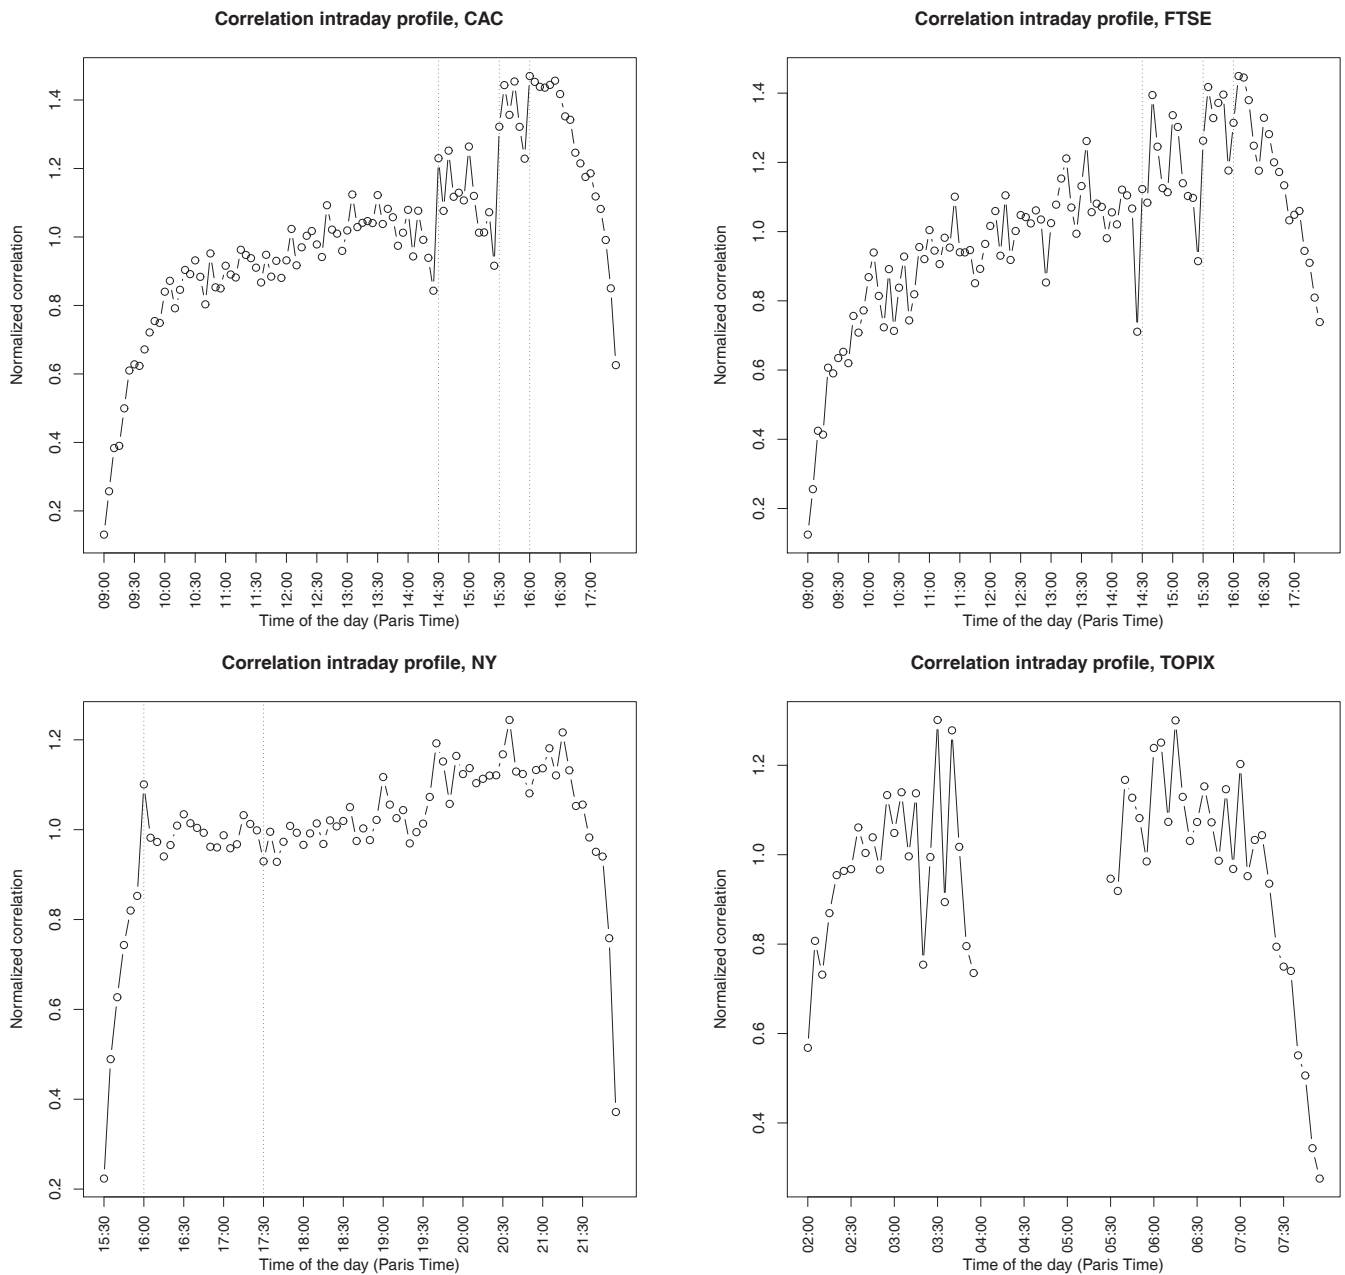 Correlation intraday profile, CAC
Normalized correlation
0.2 0.4 0.6 0.8 1.0 1.2 1.4
09:00 09:30 10:00 10:30 11:00 11:30 12:00 12:30 13:00 13:30 14:00 14:30 15:00 15:30 16:00 16:30 17:00
Time of the day (Paris Time)
Correlation intraday profile, FTSE
Normalized correlation
0.2 0.4 0.6 0.8 1.0 1.2 1.4
09:00 09:30 10:00 10:30 11:00 11:30 12:00 12:30 13:00 13:30 14:00 14:30 15:00 15:30 16:00 16:30 17:00
Time of the day (Paris Time)
Correlation intraday profile, NY
Normalized correlation
0.2 0.4 0.6 0.8 1.0 1.2
15:30 16:00 16:30 17:00 17:30 18:00 18:30 19:00 19:30 20:00 20:30 21:00 21:30
Time of the day (Paris Time)
Correlation intraday profile, TOPIX
Normalized correlation
0.4 0.6 0.8 1.0 1.2
02:00 02:30 03:00 03:30 04:00 04:30 05:00 05:30 06:00 06:30 07:00 07:30
Time of the day (Paris Time)